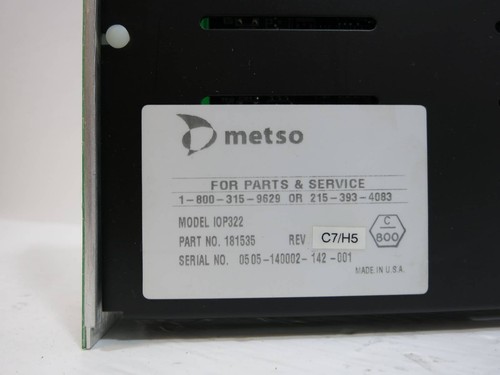 metso
FOR PARTS & SERVICE
1-800-315-9629 OR 215-393-4083
MODEL IOP322
PART NO. 181535 REV C7/H5
C
800
SERIAL NO. 0505-140002-142-001
MADE IN U.S.A.